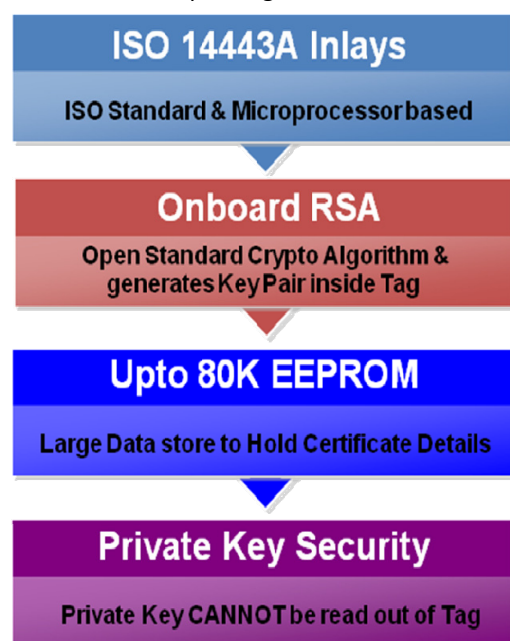 ISO 14443A Inlays
ISO Standard & Microprocessor based
Onboard RSA
Open Standard Crypto Algorithm &
generates Key Pair inside Tag
Upto 80K EEPROM
Large Data store to Hold Certificate Details
Private Key Security
Private Key CANNOT be read out of Tag